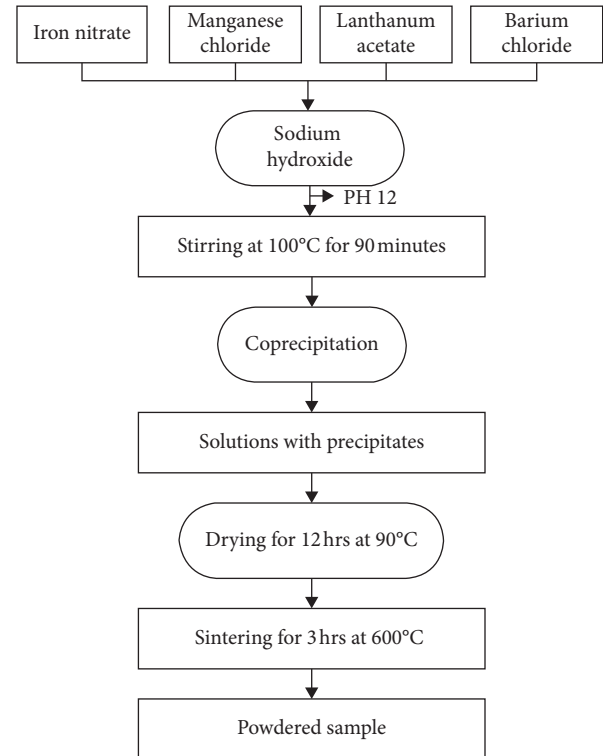 Iron nitrate
Manganese
chloride
Lanthanum
acetate
Barium
chloride
Sodium
hydroxide
PH 12
Stirring at 100°C for 90 minutes
Coprecipitation
Solutions with precipitates
Drying for 12 hrs at 90°C
Sintering for 3 hrs at 600°C
Powdered sample